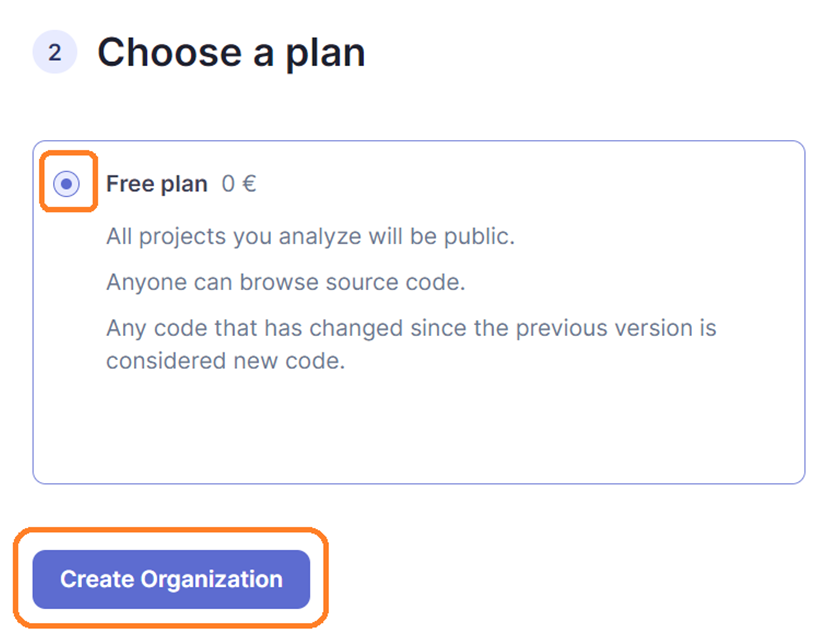 2 Choose a plan
Free plan 0 €
All projects you analyze will be public.
Anyone can browse source code.
Any code that has changed since the previous version is
considered new code.
Create Organization